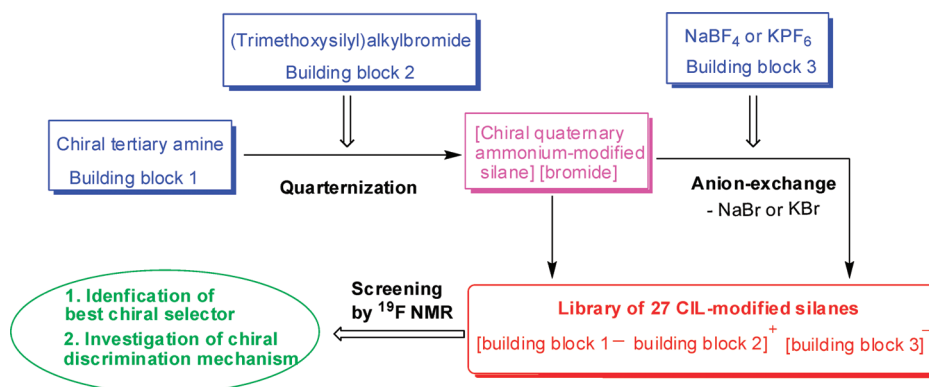 (Trimethoxysilyl)alkylbromide
Building block 2
NaBF4 or KPF6
Building block 3
Chiral tertiary amine
Building block 1
Quarternization
[Chiral quaternary
ammonium-modified
silane] [bromide]
Anion-exchange
- NaBr or KBr
1. Idenfication of
best chiral selector
2. Investigation of chiral
discrimination mechanism
Screening
by 19F NMR
Library of 27 CIL-modified silanes
[building block 1– building block 2]+ [building block 3]–